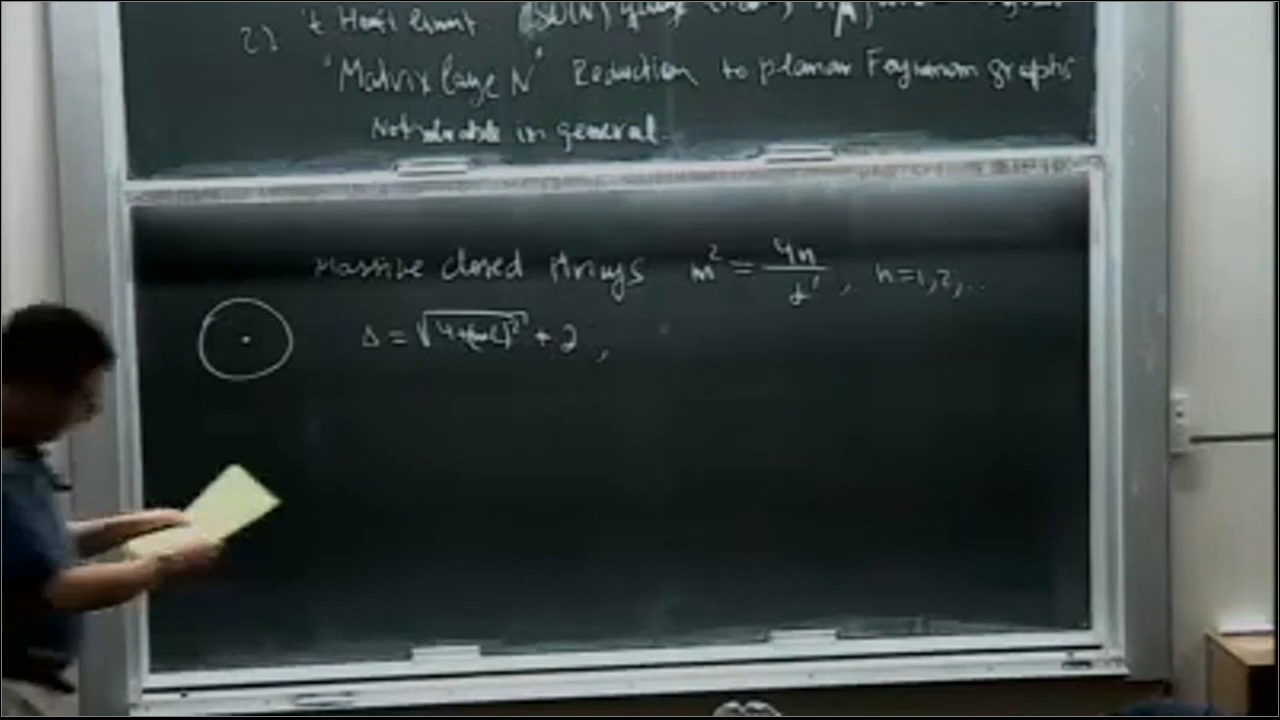 2) 't Hooft limit (SU(N) gauge theory
'Matrix large N' Reduction to planar Feynman graphs
Not solvable in general.
Massive closed strings m² = 4n/α', n=1,2,..
Δ = √(4+(mL)²) + 2,